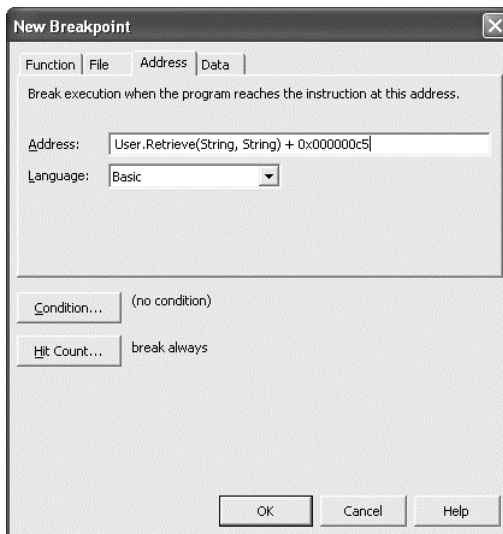 New Breakpoint
Function File Address Data
Break execution when the program reaches the instruction at this address.
Address: User.Retrieve(String, String) + 0x000000c5
Language: Basic
Condition... (no condition)
Hit Count... break always
OK Cancel Help